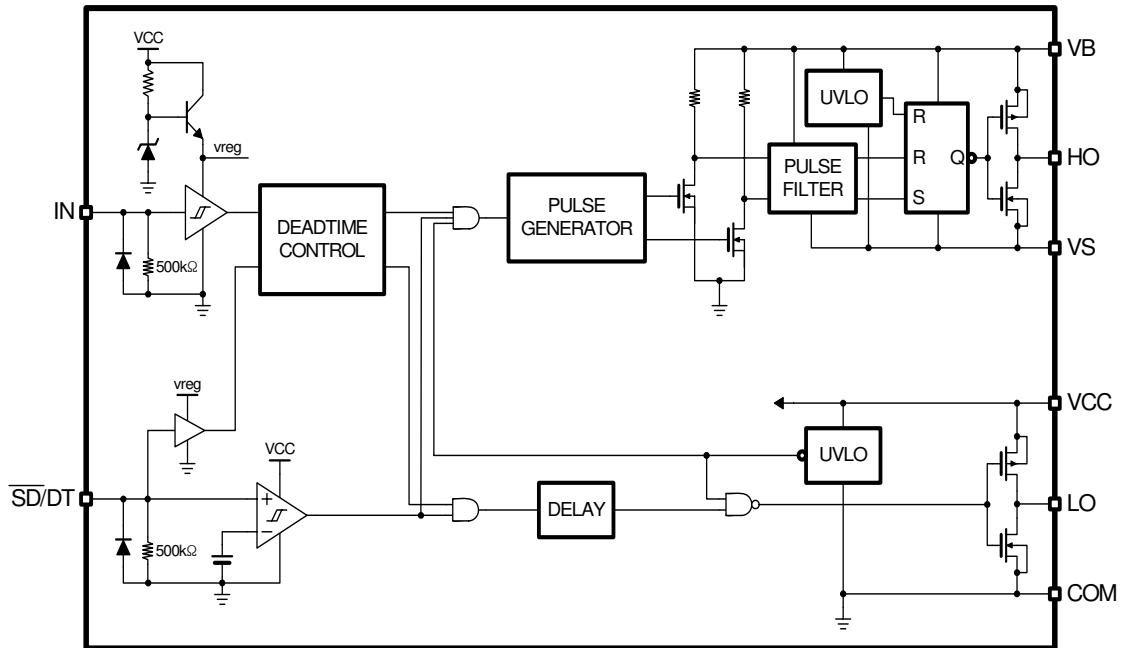 VCC
VB
UVLO
R
vreg
PULSE
FILTER
R
Q
HO
S
IN
DEADTIME
CONTROL
PULSE
GENERATOR
500kΩ
VS
vreg
VCC
VCC
UVLO
S̅D̅/DT
+
−
DELAY
LO
500kΩ
COM